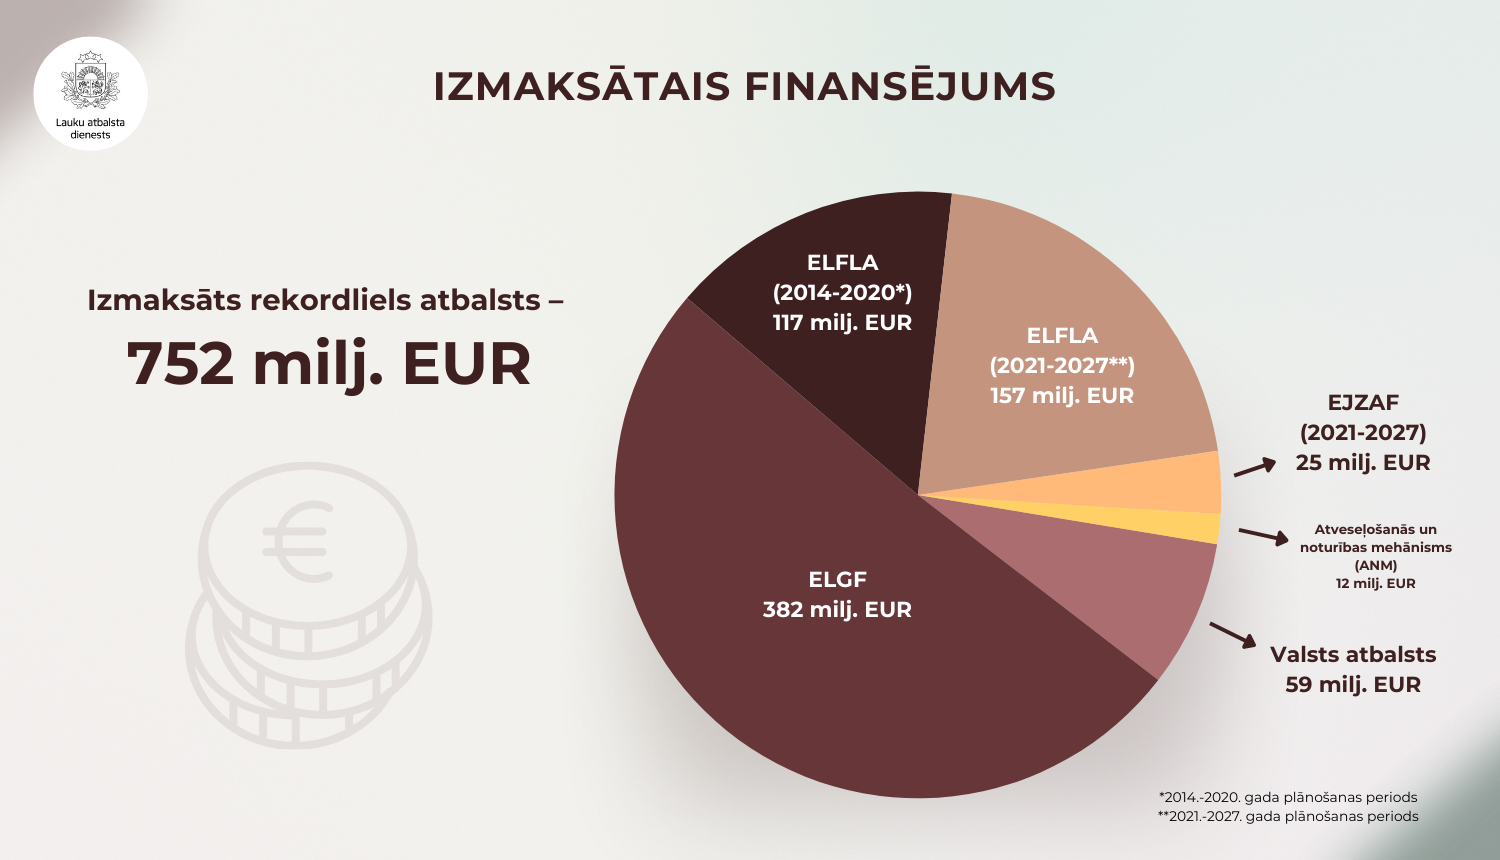 Lauku atbalsta
dienests
IZMAKSĀTAIS FINANSĒJUMS
Izmaksāts rekordliels atbalsts –
752 milj. EUR
ELFLA
(2014-2020*)
117 milj. EUR
ELFLA
(2021-2027**)
157 milj. EUR
EJZAF
(2021-2027)
25 milj. EUR
Atveseļošanās un
noturības mehānisms
(ANM)
12 milj. EUR
ELGF
382 milj. EUR
Valsts atbalsts
59 milj. EUR
*2014.-2020. gada plānošanas periods
**2021.-2027. gada plānošanas periods